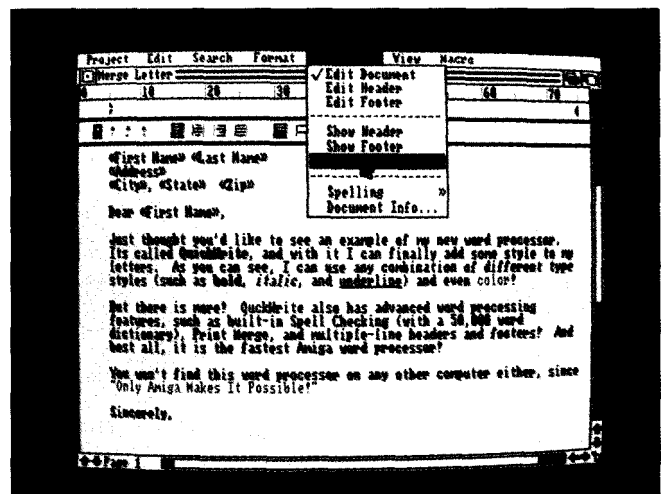 Project Edit Search Format View Macro
Merge Letter
0 10 20 30 60 70
✓Edit Document
Edit Header
Edit Footer
Show Header
Show Footer
Spelling »
Document Info...
«First Name» «Last Name»
«Address»
«City», «State» «Zip»
Dear «First Name»,
Just thought you'd like to see an example of my new word processor.
Its called QuickWrite, and with it I can finally add some style to my
letters. As you can see, I can use any combination of different type
styles (such as bold, italic, and underline) and even color!
But there is more! QuckWrite also has advanced word processing
features, such as built-in Spell Checking (with a 50,000 word
dictionary), Print Merge, and multiple-line headers and footers! And
best all, it is the fastest Amiga word processor!
You won't find this word processor on any other computer either, since
"Only Amiga Makes It Possible!"
Sincerely,
Page 1